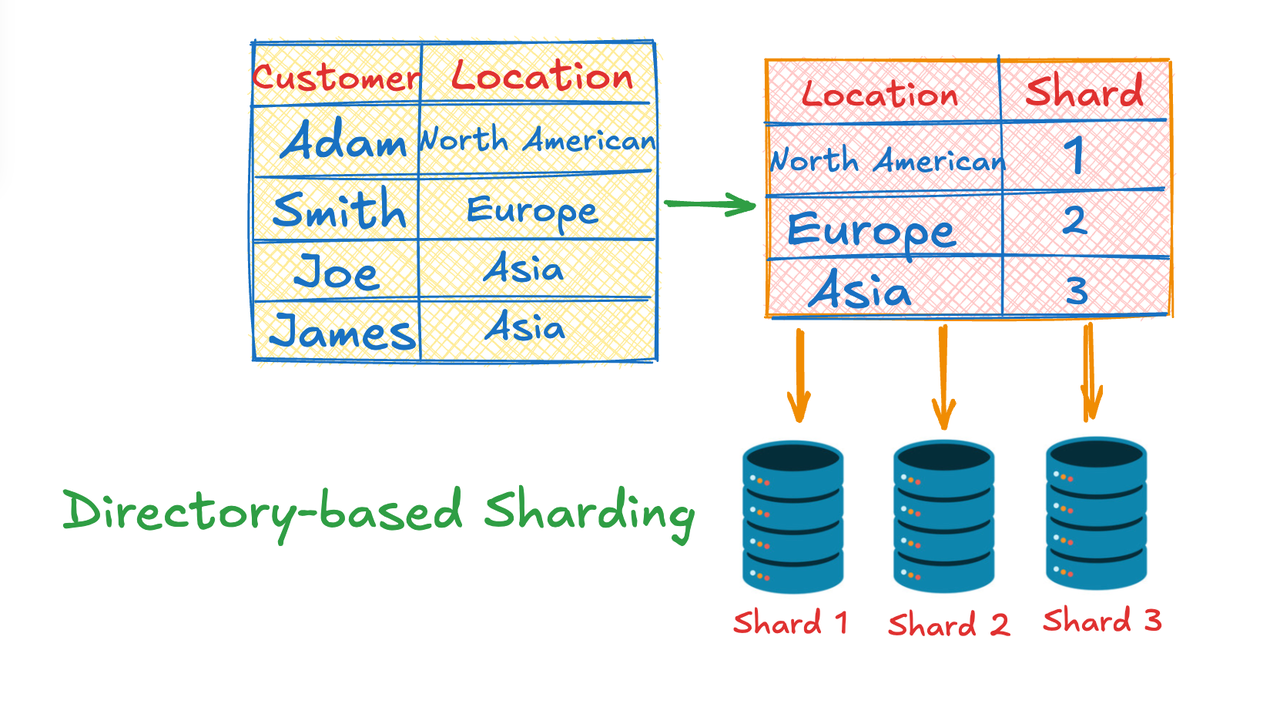 Customer Location
Adam North American
Smith Europe
Joe Asia
James Asia
Location Shard
North American 1
Europe 2
Asia 3
Directory-based Sharding
Shard 1 Shard 2 Shard 3